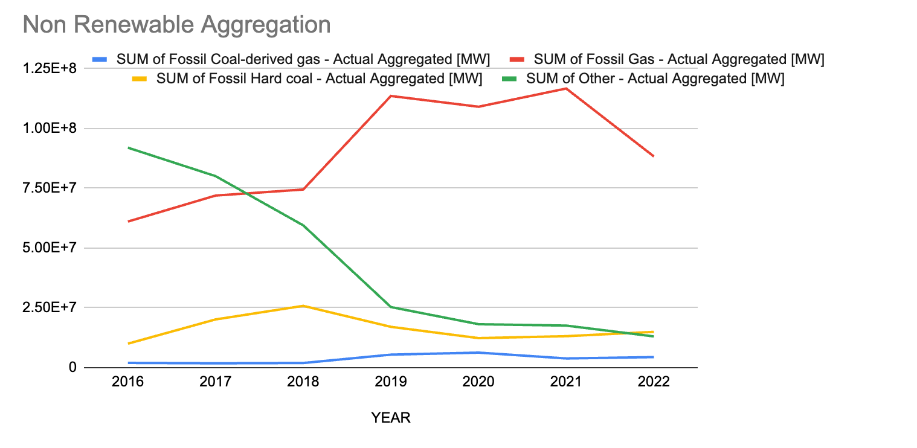 Non Renewable Aggregation
SUM of Fossil Coal-derived gas - Actual Aggregated [MW] SUM of Fossil Gas - Actual Aggregated [MW]
SUM of Fossil Hard coal - Actual Aggregated [MW] SUM of Other - Actual Aggregated [MW]
1.25E+8
1.00E+8
7.50E+7
5.00E+7
2.50E+7
0
2016 2017 2018 2019 2020 2021 2022
YEAR